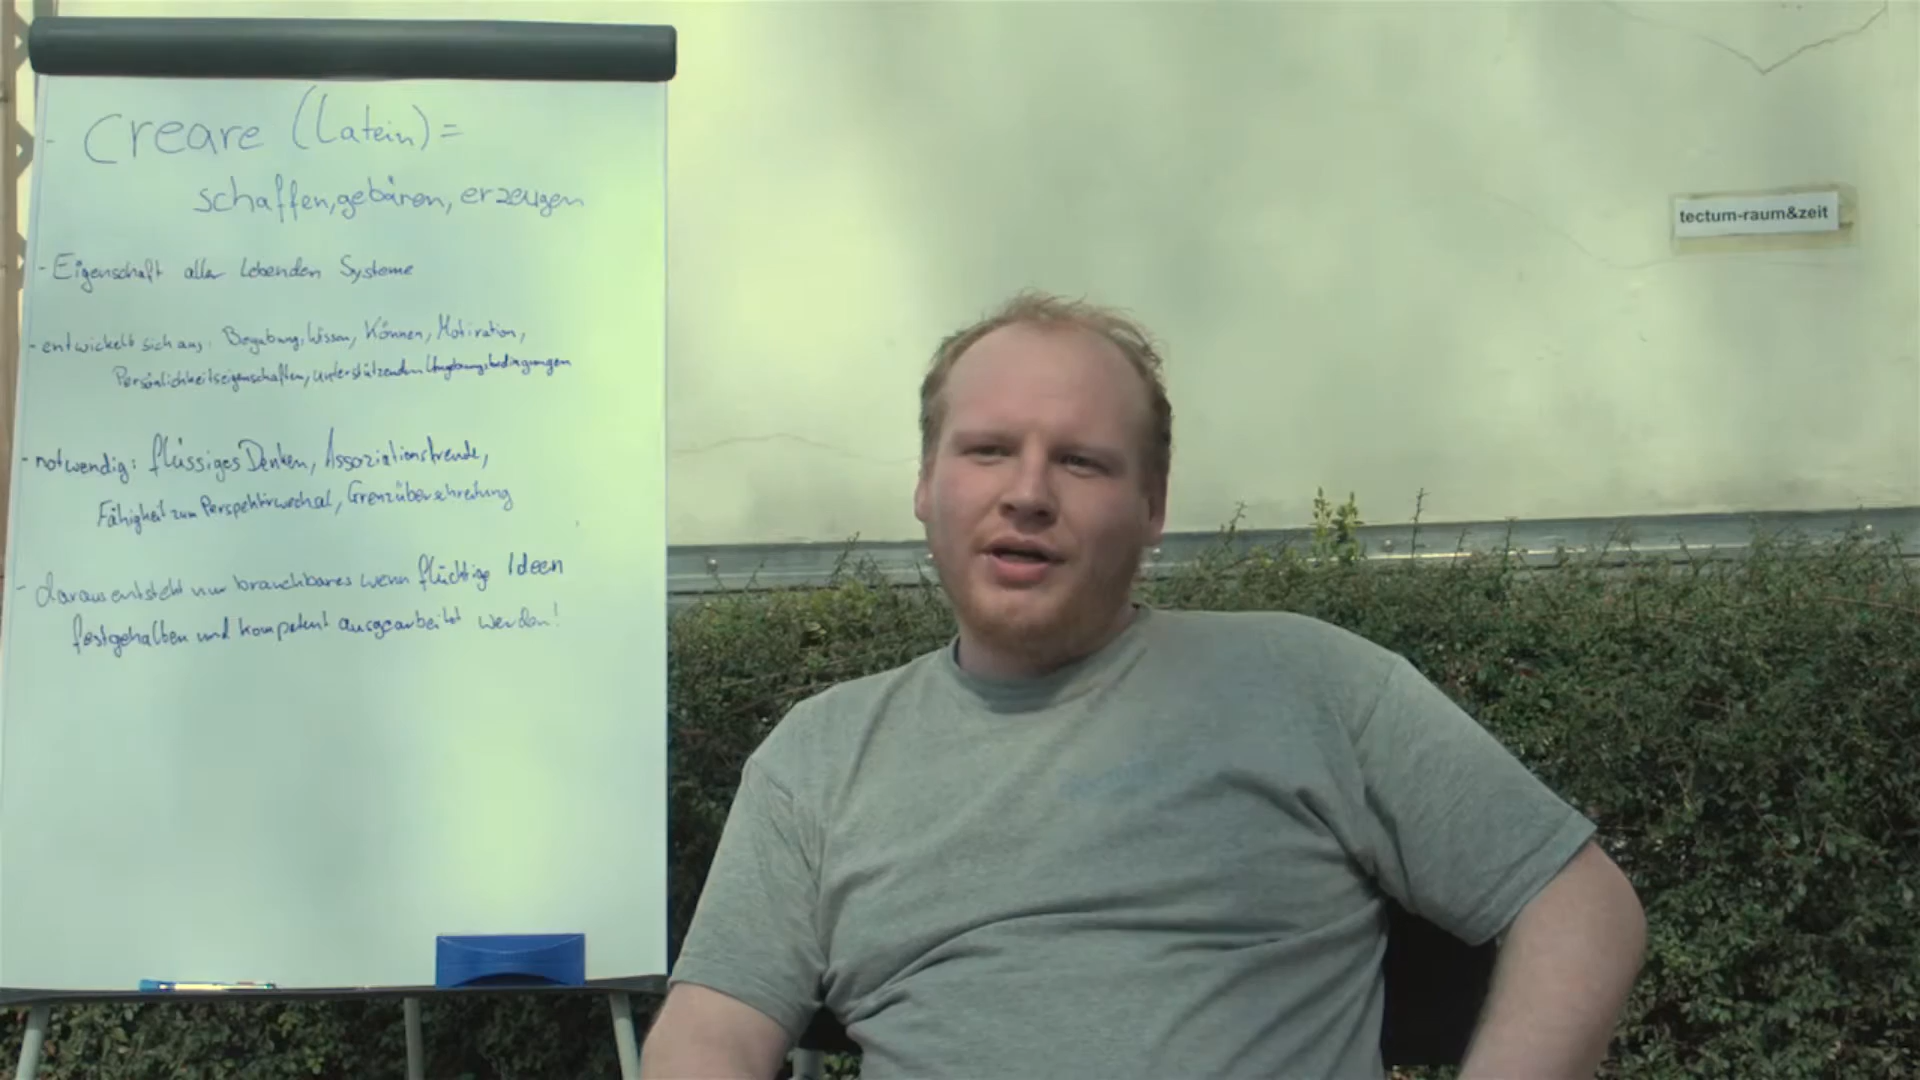 - Creare (Latein) =
schaffen, gebären, erzeugen
- Eigenschaft aller lebenden Systeme
- entwickelt sich aus: Begabung, Wissen, Können, Motivation,
Persönlichkeitseigenschaften, unterstützenden Umgebungsbedingungen
- notwendig: flüssiges Denken, Assoziationsfreude,
Fähigkeit zum Perspektivwechsel, Grenzüberschreitung
- daraus entsteht nur brauchbares wenn flüchtige Ideen
festgehalten und kompetent ausgearbeitet werden!
tectum-raum&zeit